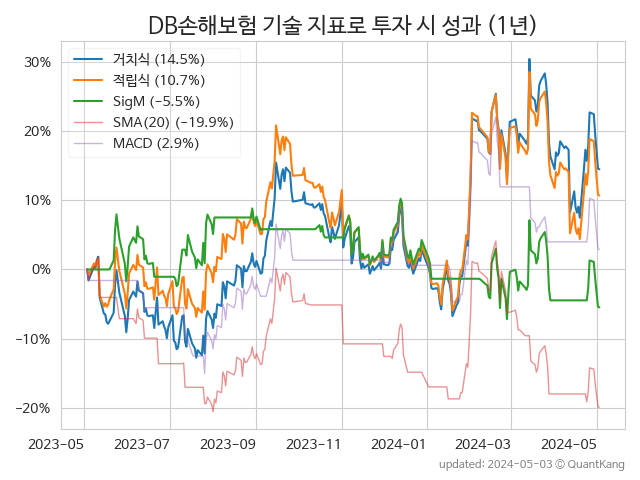 DB손해보험 기술 지표로 투자 시 성과 (1년)
거치식 (14.5%)
적립식 (10.7%)
SigM (−5.5%)
SMA(20) (−19.9%)
MACD (2.9%)
30%
20%
10%
0%
−10%
−20%
2023-05 2023-07 2023-09 2023-11 2024-01 2024-03 2024-05
updated: 2024-05-03 ⓒ QuantKang